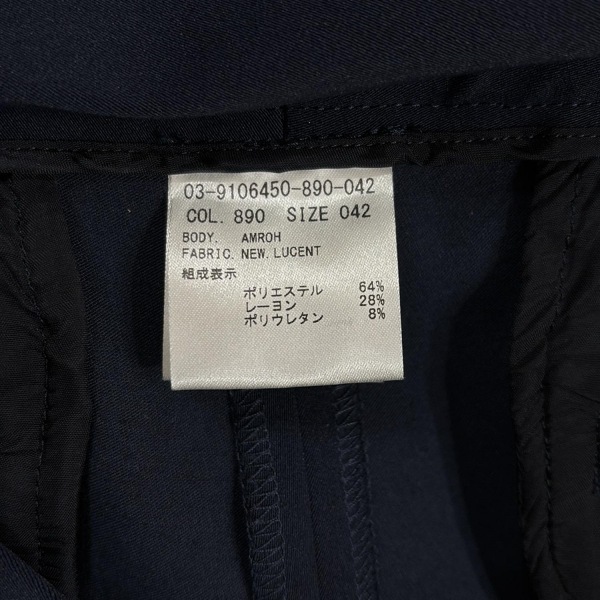 03-9106450-890-042
COL. 890 SIZE 042
BODY. AMROH
FABRIC. NEW. LUCENT
組成表示
ポリエステル 64%
レーヨン 28%
ポリウレタン 8%